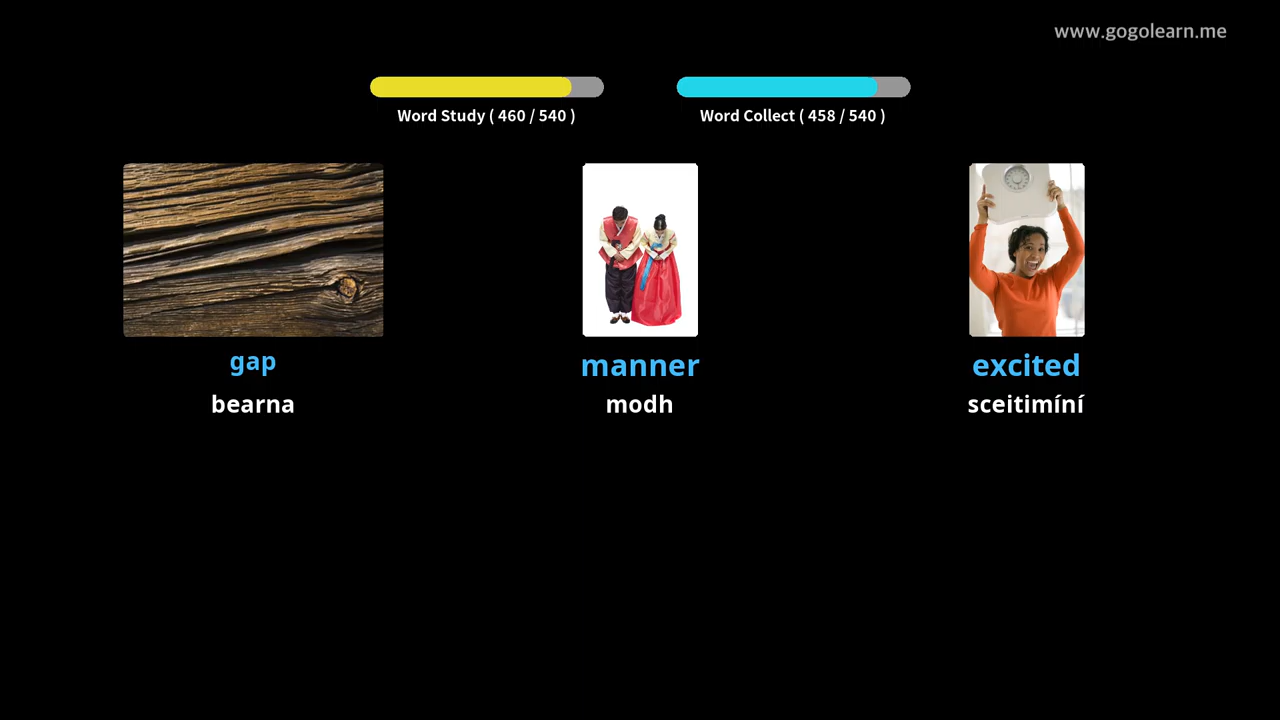 www.gogolearn.me
Word Study ( 460 / 540 )
Word Collect ( 458 / 540 )
gap
manner
excited
bearna
modh
sceitimíní